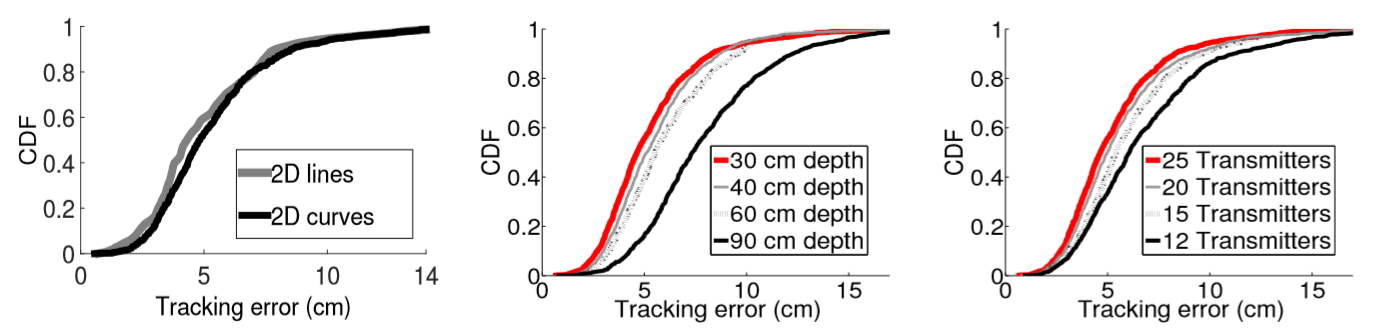 CDF
1
0.8
0.6
0.4
0.2
0
0 5 10 14
Tracking error (cm)
2D lines
2D curves
CDF
1
0.8
0.6
0.4
0.2
0
0 5 10 15
Tracking error (cm)
30 cm depth
40 cm depth
60 cm depth
90 cm depth
CDF
1
0.8
0.6
0.4
0.2
0
0 5 10 15
Tracking error (cm)
25 Transmitters
20 Transmitters
15 Transmitters
12 Transmitters